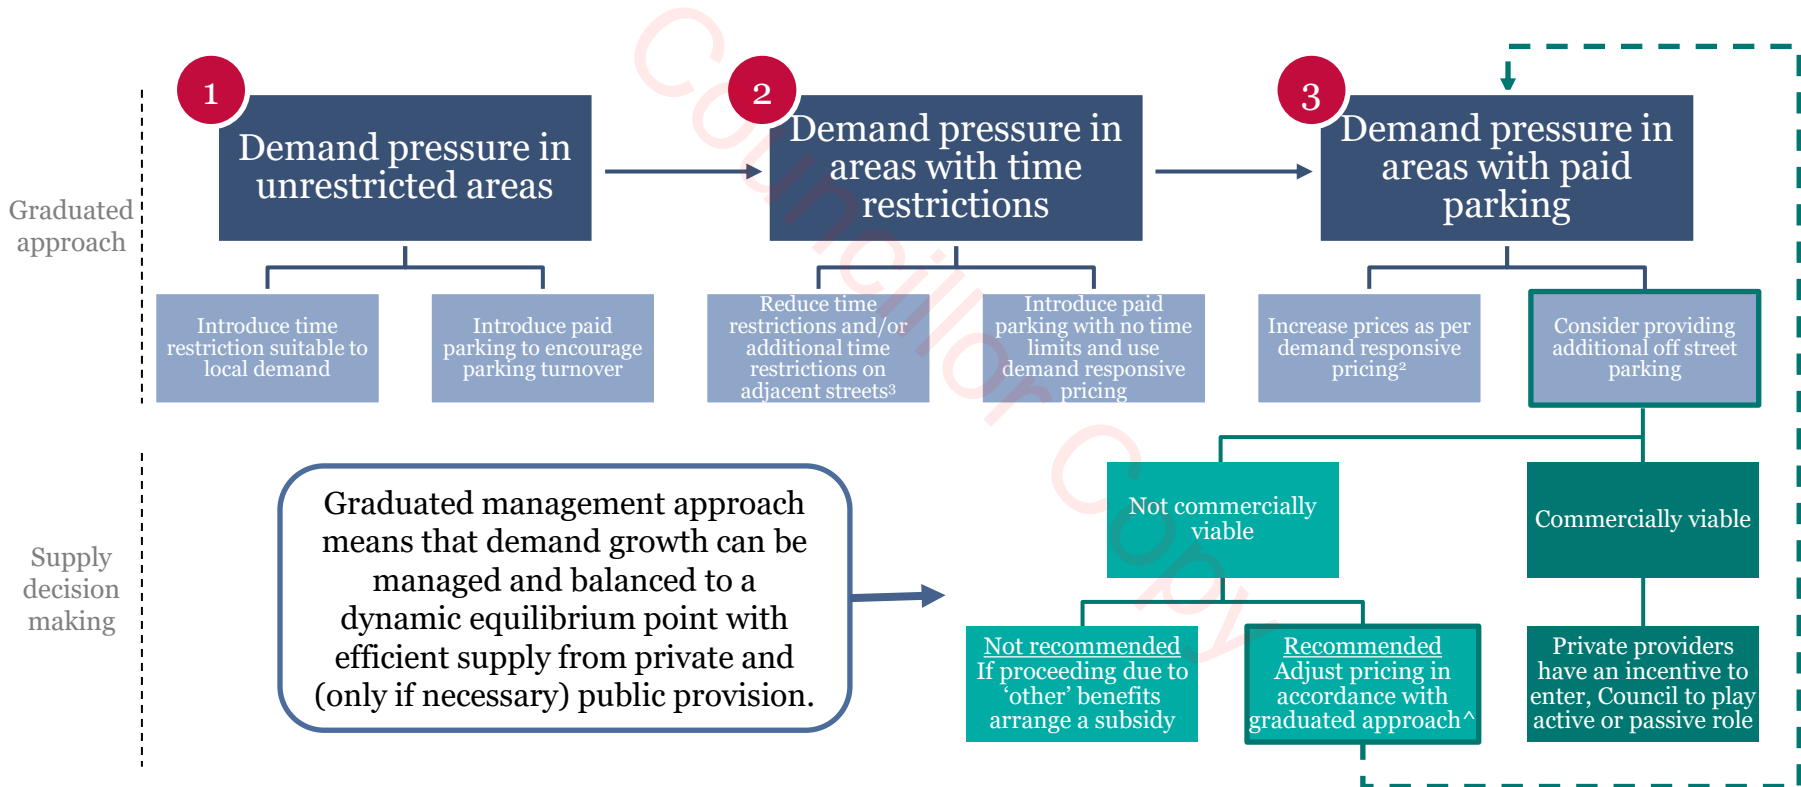 1
Demand pressure in
unrestricted areas
2
Demand pressure in
areas with time
restrictions
3
Demand pressure in
areas with paid
parking
Graduated
approach
Introduce time
restriction suitable to
local demand
Introduce paid
parking to encourage
parking turnover
Reduce time
restrictions and/or
additional time
restrictions on
adjacent streets³
Introduce paid
parking with no time
limits and use
demand responsive
pricing
Increase prices as per
demand responsive
pricing²
Consider providing
additional off street
parking
Supply
decision
making
Graduated management approach
means that demand growth can be
managed and balanced to a
dynamic equilibrium point with
efficient supply from private and
(only if necessary) public provision.
Not commercially
viable
Commercially viable
Not recommended
If proceeding due to
‘other’ benefits
arrange a subsidy
Recommended
Adjust pricing in
accordance with
graduated approach^
Private providers
have an incentive to
enter, Council to play
active or passive role
Councillor Copy